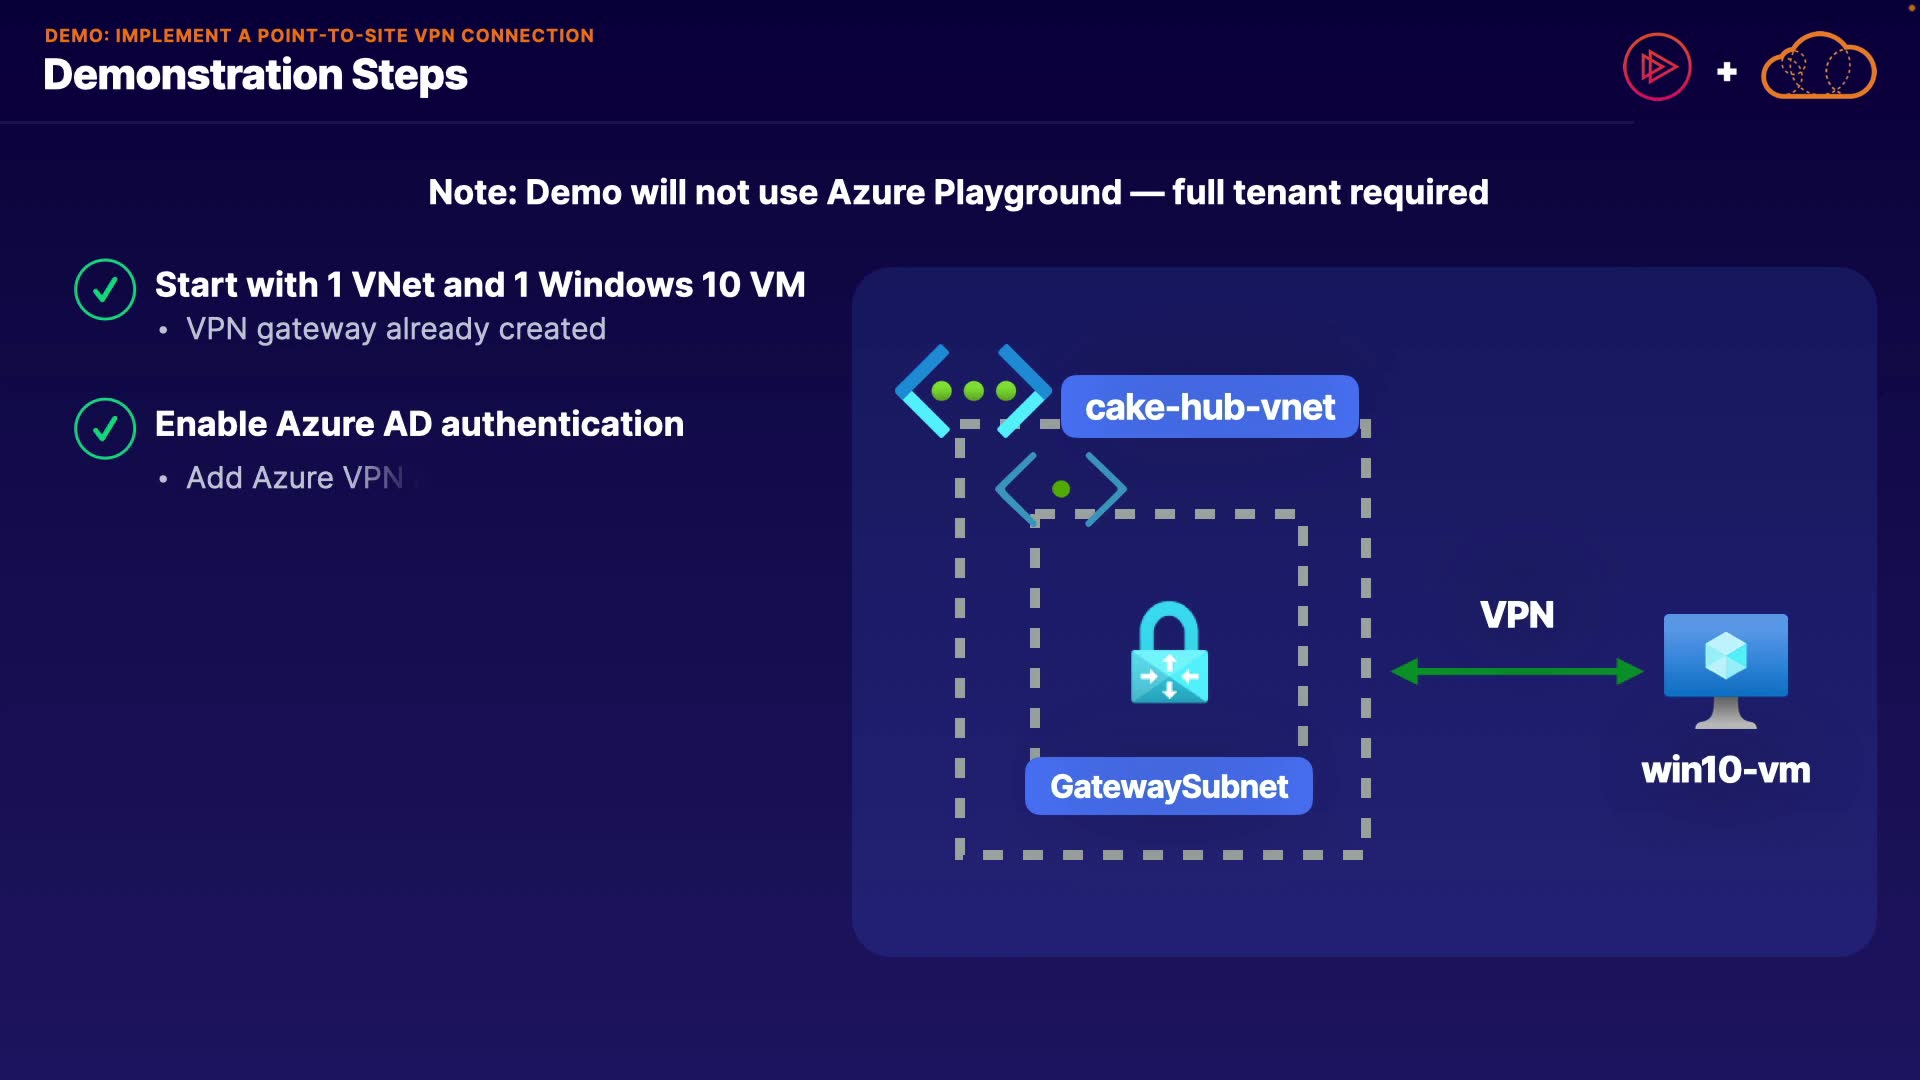 DEMO: IMPLEMENT A POINT-TO-SITE VPN CONNECTION
Demonstration Steps
+
Note: Demo will not use Azure Playground — full tenant required
Start with 1 VNet and 1 Windows 10 VM
• VPN gateway already created
Enable Azure AD authentication
• Add Azure VPN
cake-hub-vnet
GatewaySubnet
VPN
win10-vm